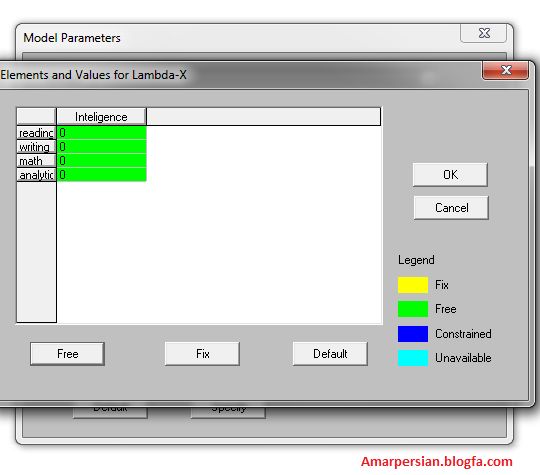 Model Parameters
Elements and Values for Lambda-X
Inteligence
reading 0
writing 0
math 0
analytic 0
OK
Cancel
Legend
Fix
Free
Constrained
Unavailable
Free Fix Default
Default Specify
Amarpersian.blogfa.com